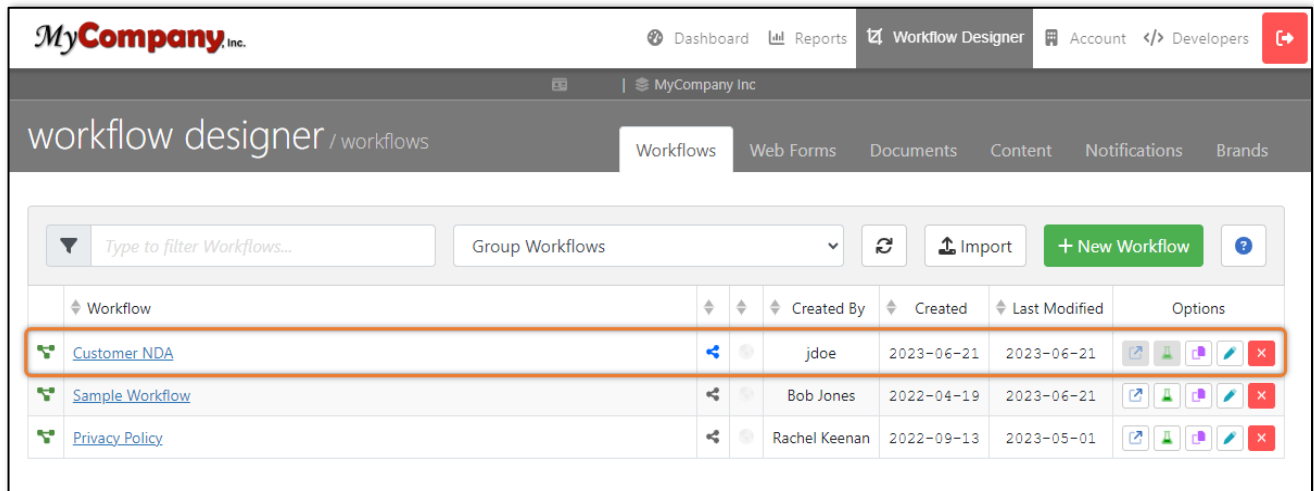 MyCompany, Inc. Dashboard Reports Workflow Designer Account </> Developers
| MyCompany Inc
workflow designer / workflows Workflows Web Forms Documents Content Notifications Brands
Type to filter Workflows... Group Workflows Import + New Workflow ?
Workflow Created By Created Last Modified Options
Customer NDA jdoe 2023-06-21 2023-06-21
Sample Workflow Bob Jones 2022-04-19 2023-06-21
Privacy Policy Rachel Keenan 2022-09-13 2023-05-01